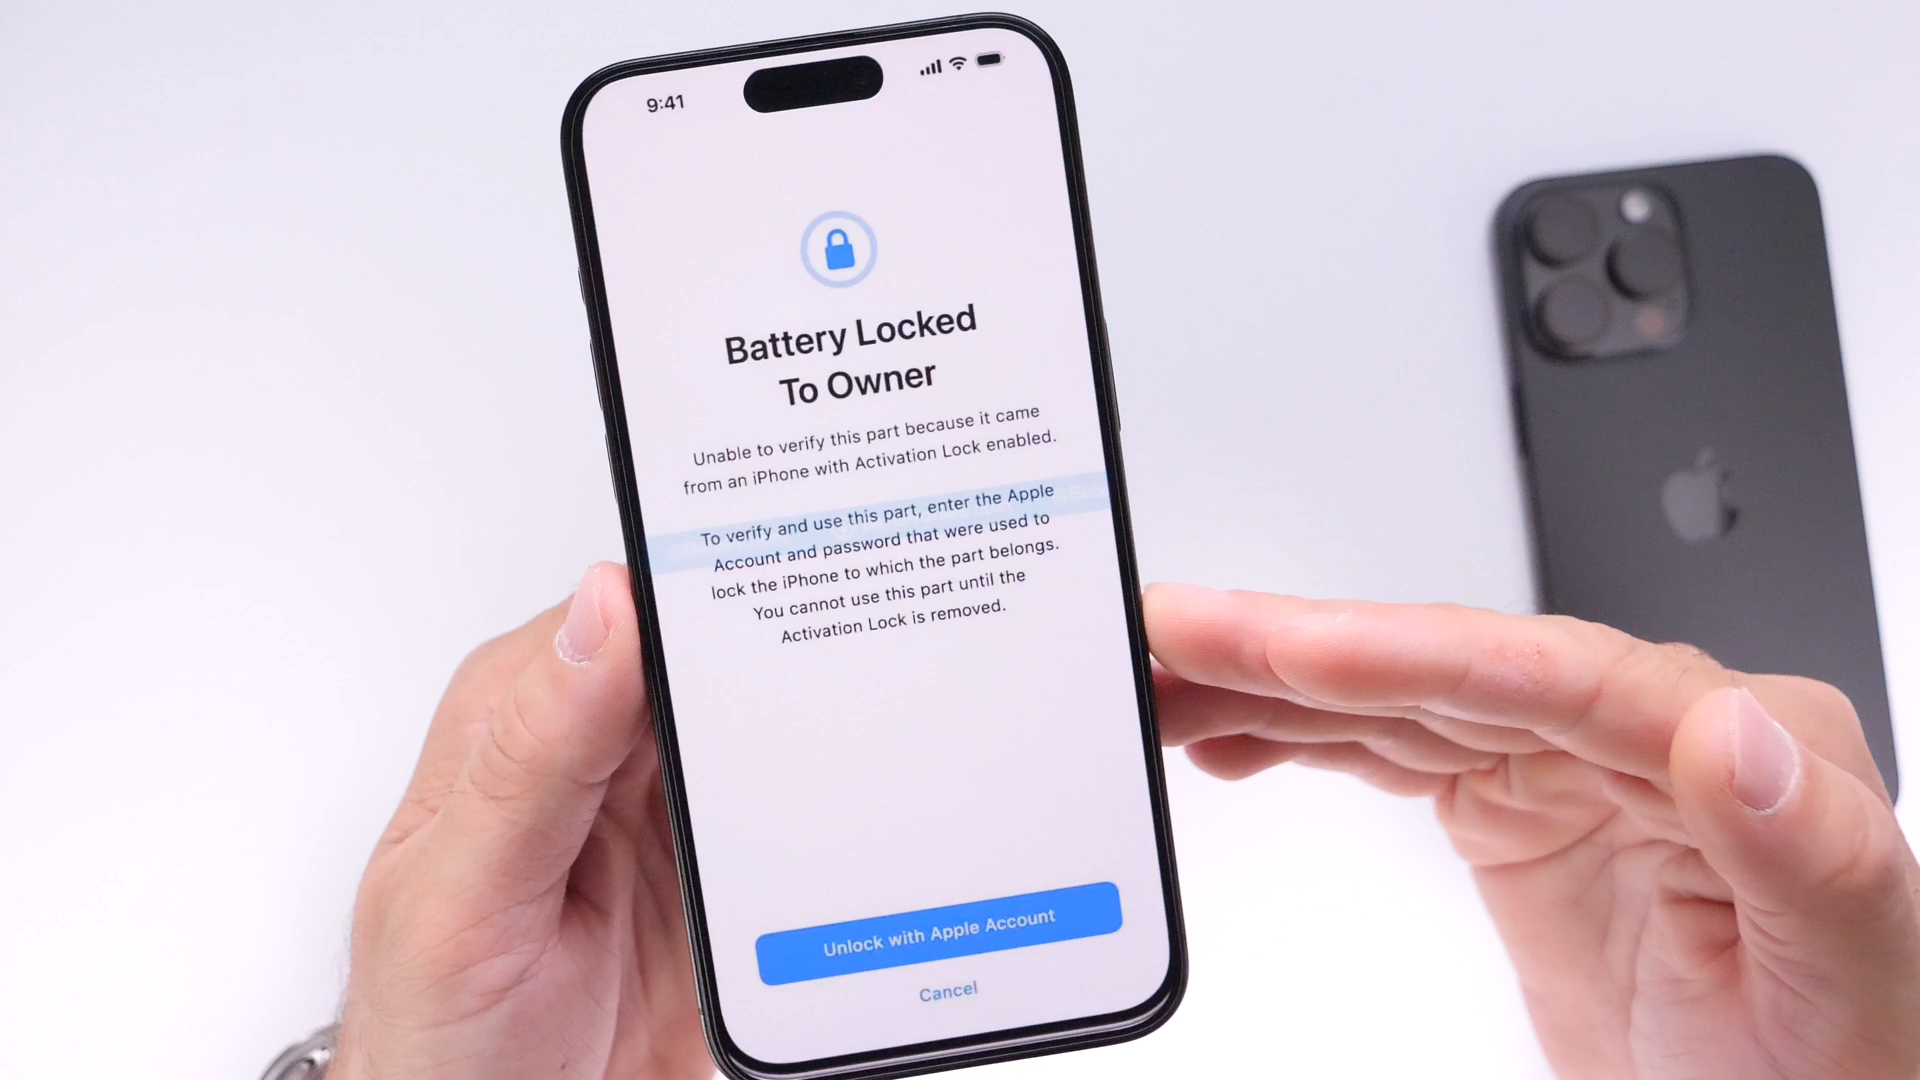 9:41
Battery Locked
To Owner
Unable to verify this part because it came
from an iPhone with Activation Lock enabled.
To verify and use this part, enter the Apple
Account and password that were used to
lock the iPhone to which the part belongs.
You cannot use this part until the
Activation Lock is removed.
Unlock with Apple Account
Cancel